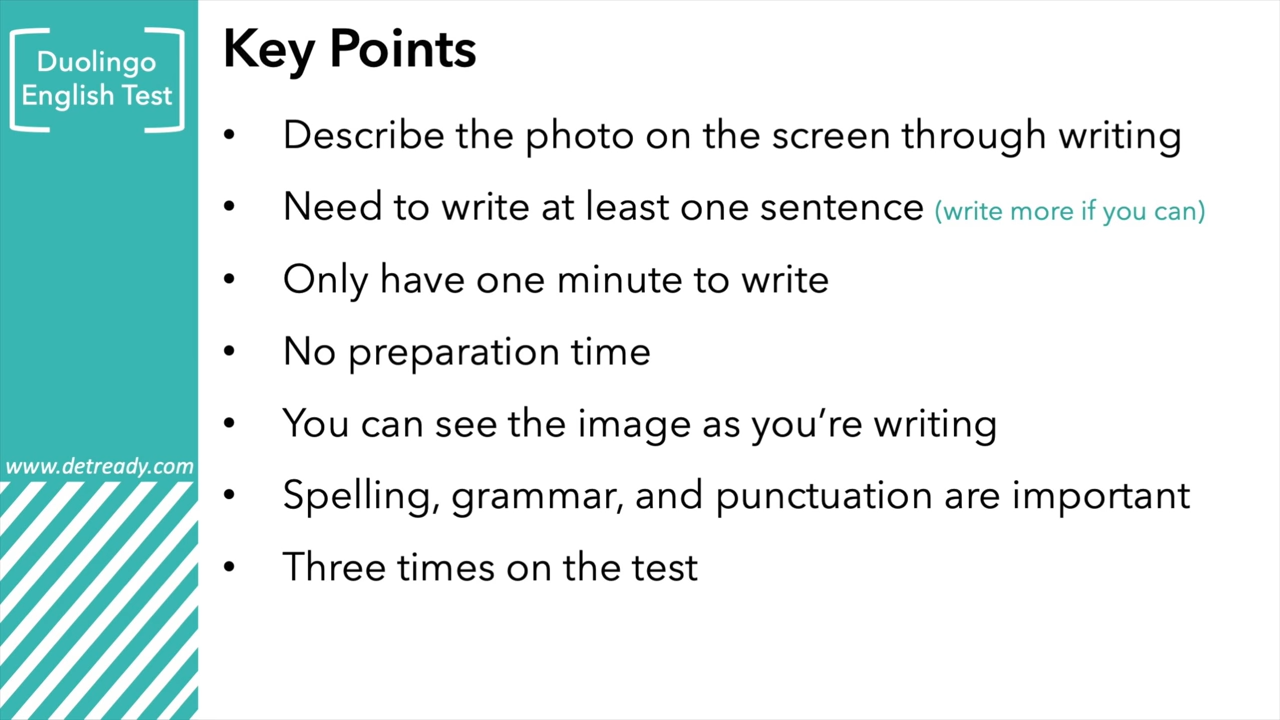 Duolingo
English Test
www.detready.com
Key Points
• Describe the photo on the screen through writing
• Need to write at least one sentence (write more if you can)
• Only have one minute to write
• No preparation time
• You can see the image as you’re writing
• Spelling, grammar, and punctuation are important
• Three times on the test